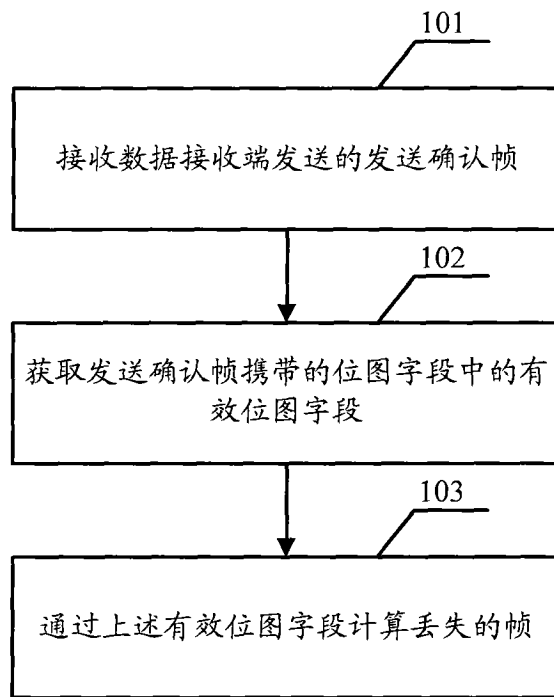 101
接收数据接收端发送的发送确认帧
102
获取发送确认帧携带的位图字段中的有
效位图字段
103
通过上述有效位图字段计算丢失的帧